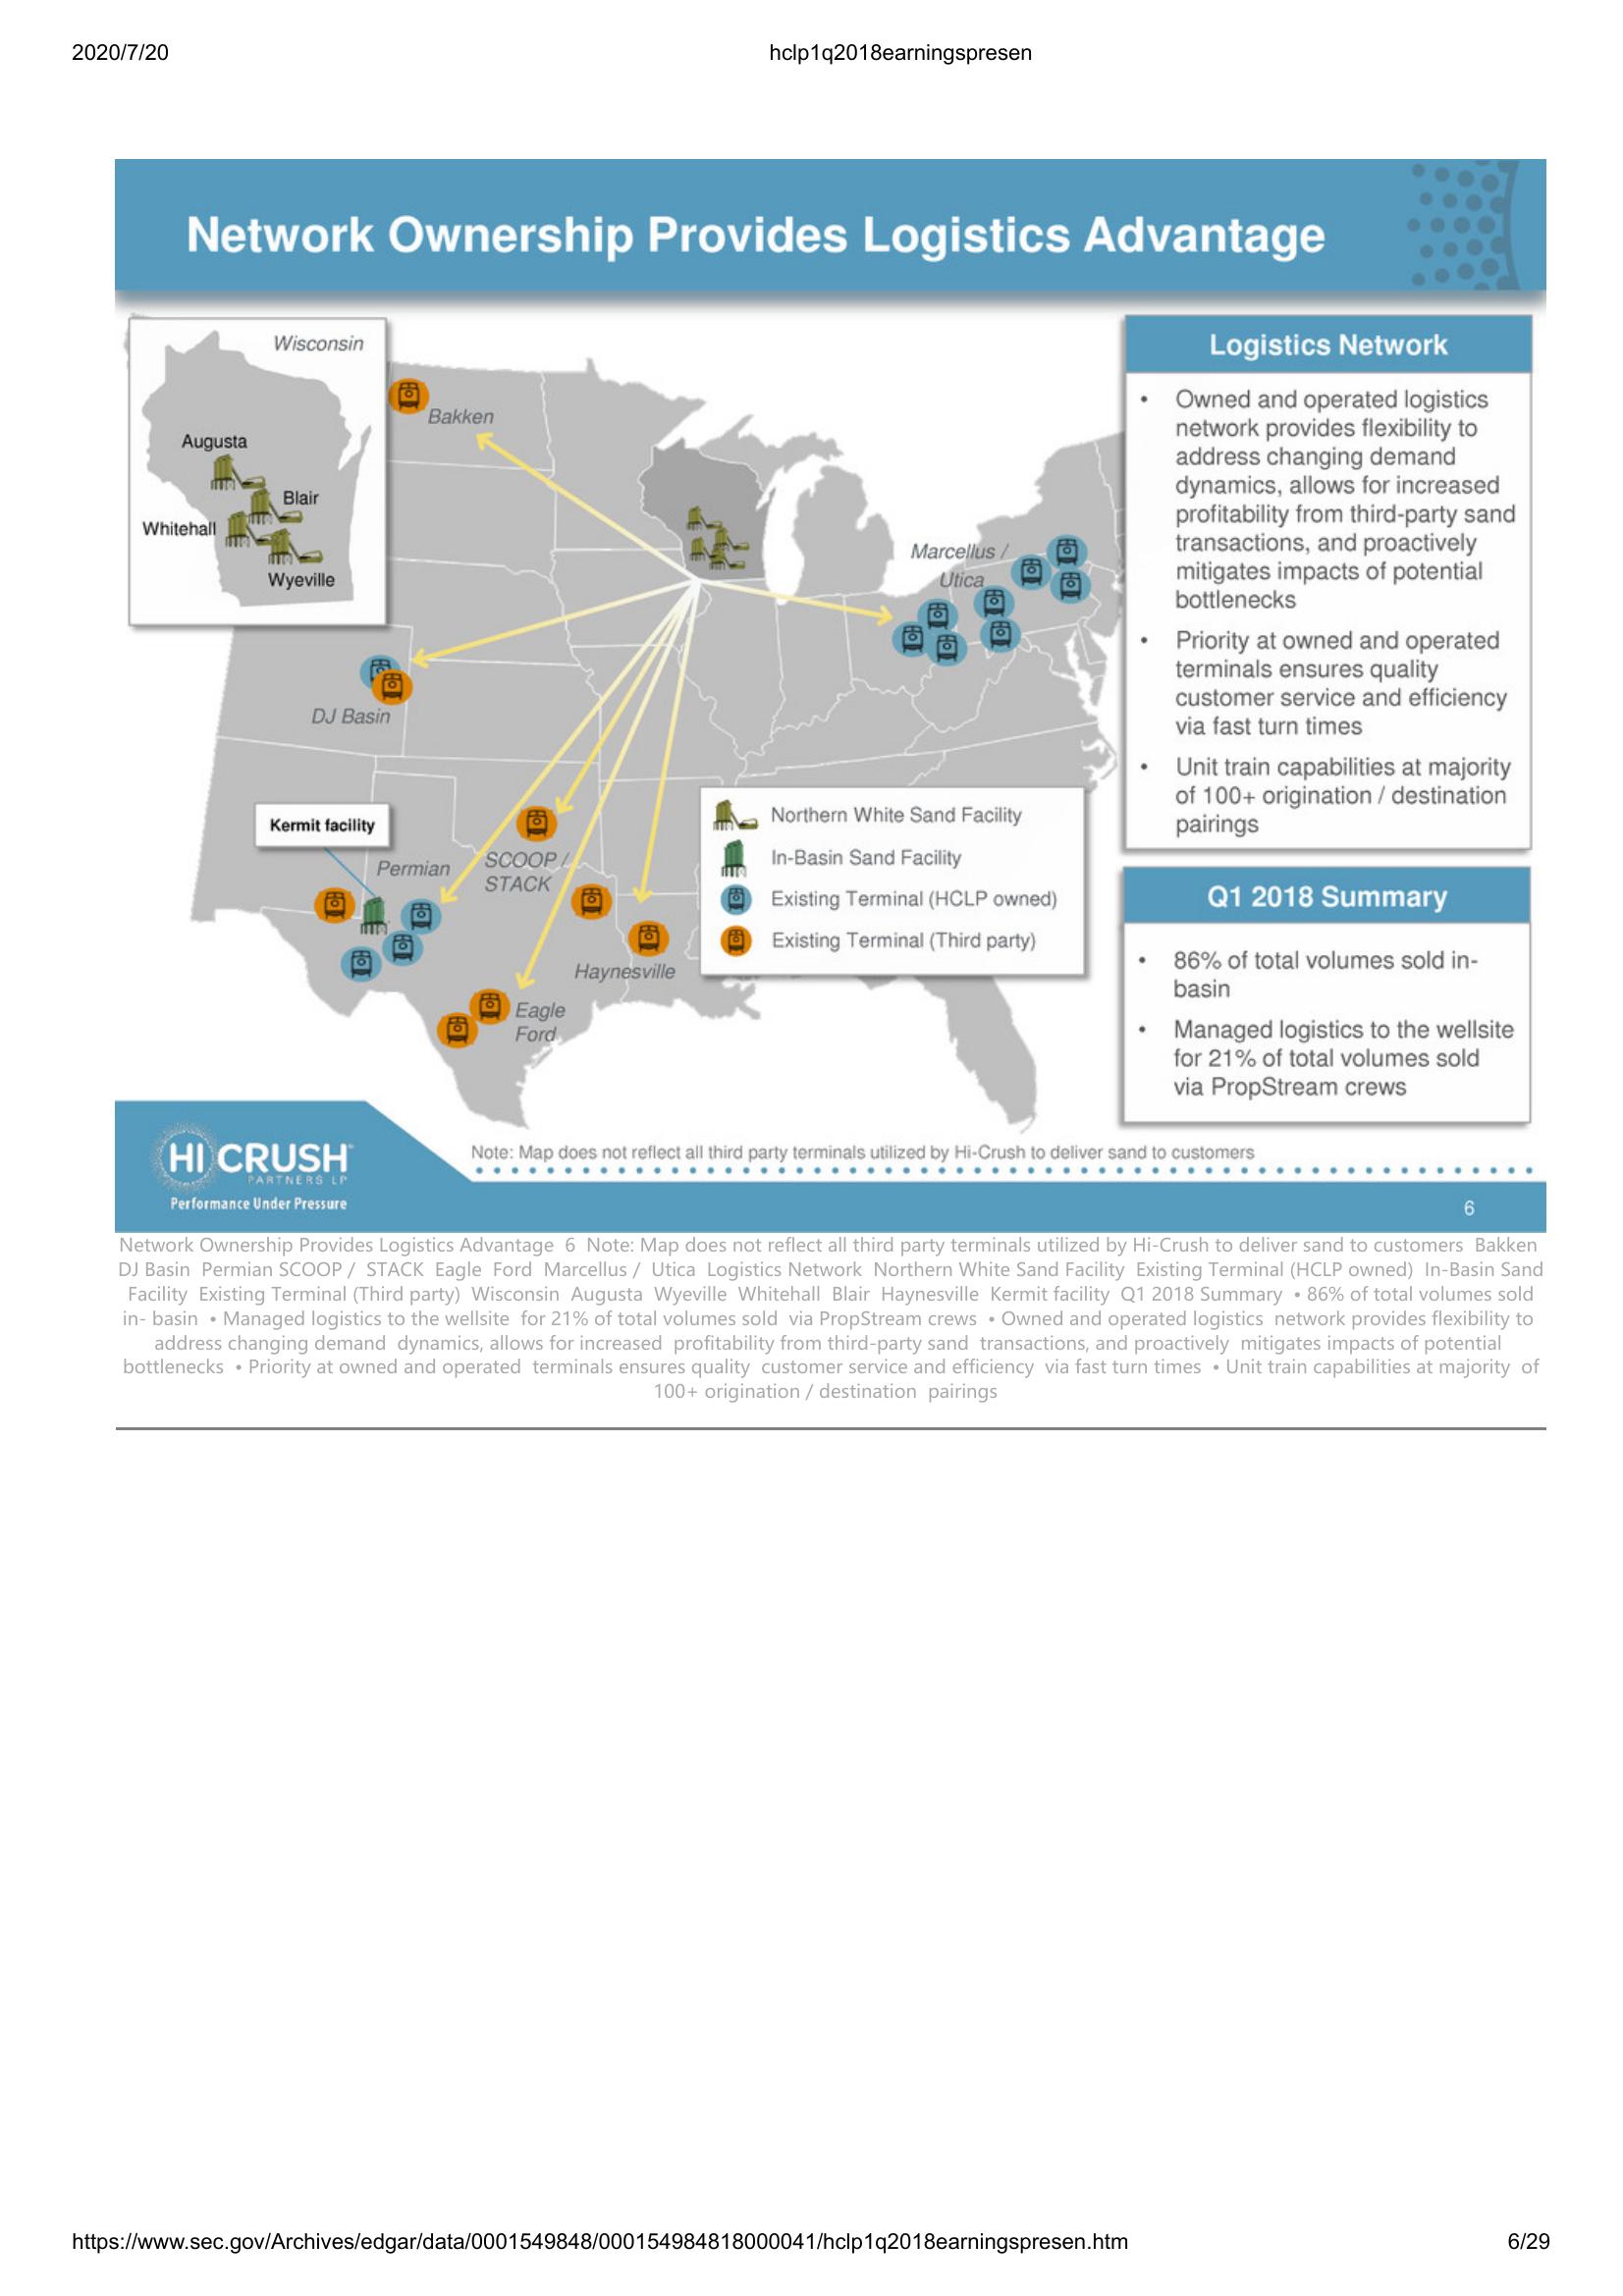 2020/7/20
hclp1q2018earningspresen
Network Ownership Provides Logistics Advantage
Wisconsin
Augusta
Blair
Whitehall
Wyeville
Bakken
Marcellus /
Utica
DJ Basin
Kermit facility
Permian
SCOOP /
STACK
Haynesville
Eagle
Ford
Northern White Sand Facility
In-Basin Sand Facility
Existing Terminal (HCLP owned)
Existing Terminal (Third party)
Logistics Network
• Owned and operated logistics
network provides flexibility to
address changing demand
dynamics, allows for increased
profitability from third-party sand
transactions, and proactively
mitigates impacts of potential
bottlenecks
• Priority at owned and operated
terminals ensures quality
customer service and efficiency
via fast turn times
• Unit train capabilities at majority
of 100+ origination / destination
pairings
Q1 2018 Summary
• 86% of total volumes sold in-
basin
• Managed logistics to the wellsite
for 21% of total volumes sold
via PropStream crews
HI CRUSH
PARTNERS LP
Performance Under Pressure
Note: Map does not reflect all third party terminals utilized by Hi-Crush to deliver sand to customers
6
Network Ownership Provides Logistics Advantage 6 Note: Map does not reflect all third party terminals utilized by Hi-Crush to deliver sand to customers Bakken
DJ Basin Permian SCOOP / STACK Eagle Ford Marcellus / Utica Logistics Network Northern White Sand Facility Existing Terminal (HCLP owned) In-Basin Sand
Facility Existing Terminal (Third party) Wisconsin Augusta Wyeville Whitehall Blair Haynesville Kermit facility Q1 2018 Summary • 86% of total volumes sold
in- basin • Managed logistics to the wellsite for 21% of total volumes sold via PropStream crews • Owned and operated logistics network provides flexibility to
address changing demand dynamics, allows for increased profitability from third-party sand transactions, and proactively mitigates impacts of potential
bottlenecks • Priority at owned and operated terminals ensures quality customer service and efficiency via fast turn times • Unit train capabilities at majority of
100+ origination / destination pairings
https://www.sec.gov/Archives/edgar/data/0001549848/000154984818000041/hclp1q2018earningspresen.htm
6/29